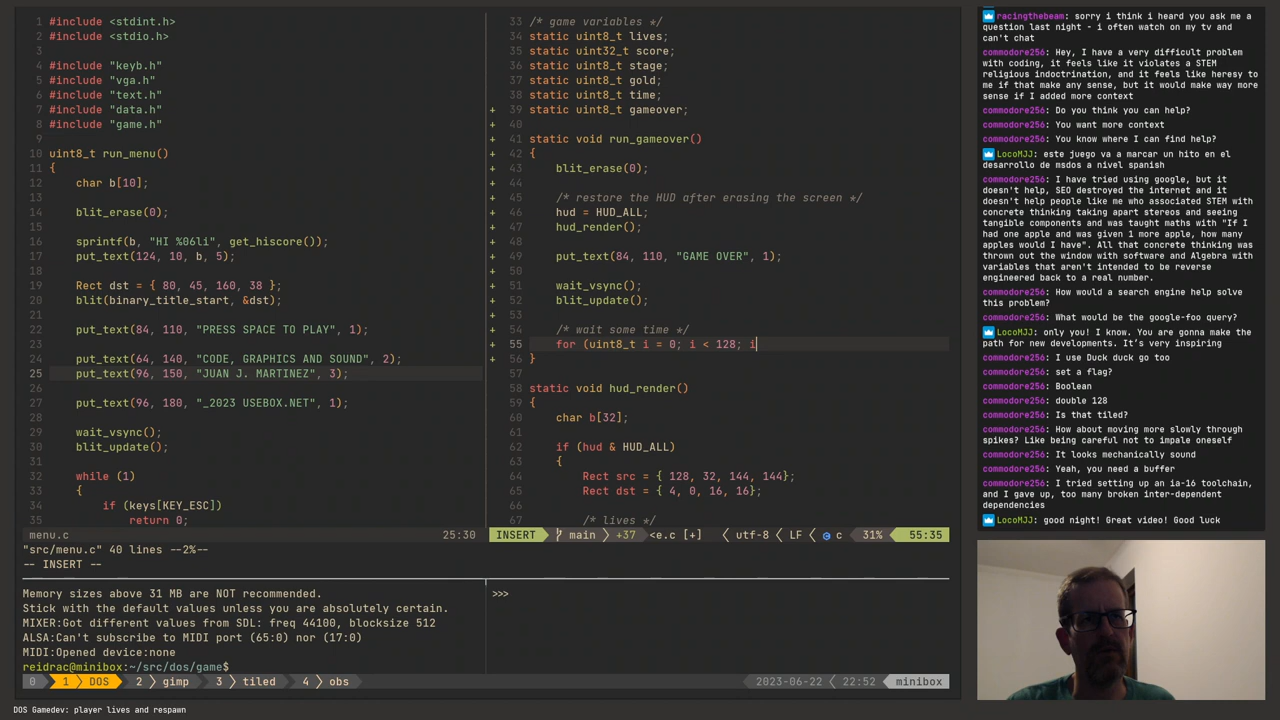 1 #include <stdint.h>
2 #include <stdio.h>
3
4 #include "keyb.h"
5 #include "vga.h"
6 #include "text.h"
7 #include "data.h"
8 #include "game.h"
9
10 uint8_t run_menu()
11 {
12 char b[10];
13
14 blit_erase(0);
15
16 sprintf(b, "HI %06li", get_hiscore());
17 put_text(124, 10, b, 5);
18
19 Rect dst = { 80, 45, 160, 38 };
20 blit(binary_title_start, &dst);
21
22 put_text(84, 110, "PRESS SPACE TO PLAY", 1);
23
24 put_text(64, 140, "CODE, GRAPHICS AND SOUND", 2);
25 put_text(96, 150, "JUAN J. MARTINEZ", 3);
26
27 put_text(96, 180, "_2023 USEBOX.NET", 1);
28
29 wait_vsync();
30 blit_update();
31
32 while (1)
33 {
34 if (keys[KEY_ESC])
35 return 0;
menu.c 25:30
"src/menu.c" 40 lines --2%--
-- INSERT --
33 /* game variables */
34 static uint8_t lives;
35 static uint32_t score;
36 static uint8_t stage;
37 static uint8_t gold;
38 static uint8_t time;
+ 39 static uint8_t gameover;
+ 40
+ 41 static void run_gameover()
+ 42 {
+ 43 blit_erase(0);
+ 44
+ 45 /* restore the HUD after erasing the screen */
+ 46 hud = HUD_ALL;
+ 47 hud_render();
+ 48
+ 49 put_text(84, 110, "GAME OVER", 1);
+ 50
+ 51 wait_vsync();
+ 52 blit_update();
+ 53
+ 54 /* wait some time */
+ 55 for (uint8_t i = 0; i < 128; i
+ 56 }
57
58 static void hud_render()
59 {
60 char b[32];
61
62 if (hud & HUD_ALL)
63 {
64 Rect src = { 128, 32, 144, 144};
65 Rect dst = { 4, 0, 16, 16};
66
67 /* lives */
INSERT main +37 <e.c [+] utf-8 LF c 31% 55:35
Memory sizes above 31 MB are NOT recommended.
Stick with the default values unless you are absolutely certain.
MIXER:Got different values from SDL: freq 44100, blocksize 512
ALSA:Can't subscribe to MIDI port (65:0) nor (17:0)
MIDI:Opened device:none
reidrac@minibox:~/src/dos/game$
>>>
0 1 DOS 2 gimp 3 tiled 4 obs 2023-06-22 22:52 minibox
DOS Gamedev: player lives and respawn
racingthebeam: sorry i think i heard you ask me a
question last night - i often watch on my tv and
can't chat
commodore256: Hey, I have a very difficult problem
with coding, it feels like it violates a STEM
religious indoctrination, and it feels like heresy to
me if that make any sense, but it would make way more
sense if I added more context
commodore256: Do you think you can help?
commodore256: You want more context
commodore256: You know where I can find help?
LocoMJJ: este juego va a marcar un hito en el
desarrollo de msdos a nivel spanish
commodore256: I have tried using google, but it
doesn't help, SEO destroyed the internet and it
doesn't help people like me who associated STEM with
concrete thinking taking apart stereos and seeing
tangible components and was taught maths with "If I
had one apple and was given 1 more apple, how many
apples would I have". All that concrete thinking was
thrown out the window with software and Algebra with
variables that aren't intended to be reverse
engineered back to a real number.
commodore256: How would a search engine help solve
this problem?
commodore256: What would be the google-foo query?
LocoMJJ: only you! I know. You are gonna make the
path for new developments. It's very inspiring
commodore256: I use Duck duck go too
commodore256: set a flag?
commodore256: Boolean
commodore256: double 128
commodore256: Is that tiled?
commodore256: How about moving more slowly through
spikes? Like being careful not to impale oneself
commodore256: It looks mechanically sound
commodore256: Yeah, you need a buffer
commodore256: I tried setting up an ia-16 toolchain,
and I gave up, too many broken inter-dependent
dependencies
LocoMJJ: good night! Great video! Good luck